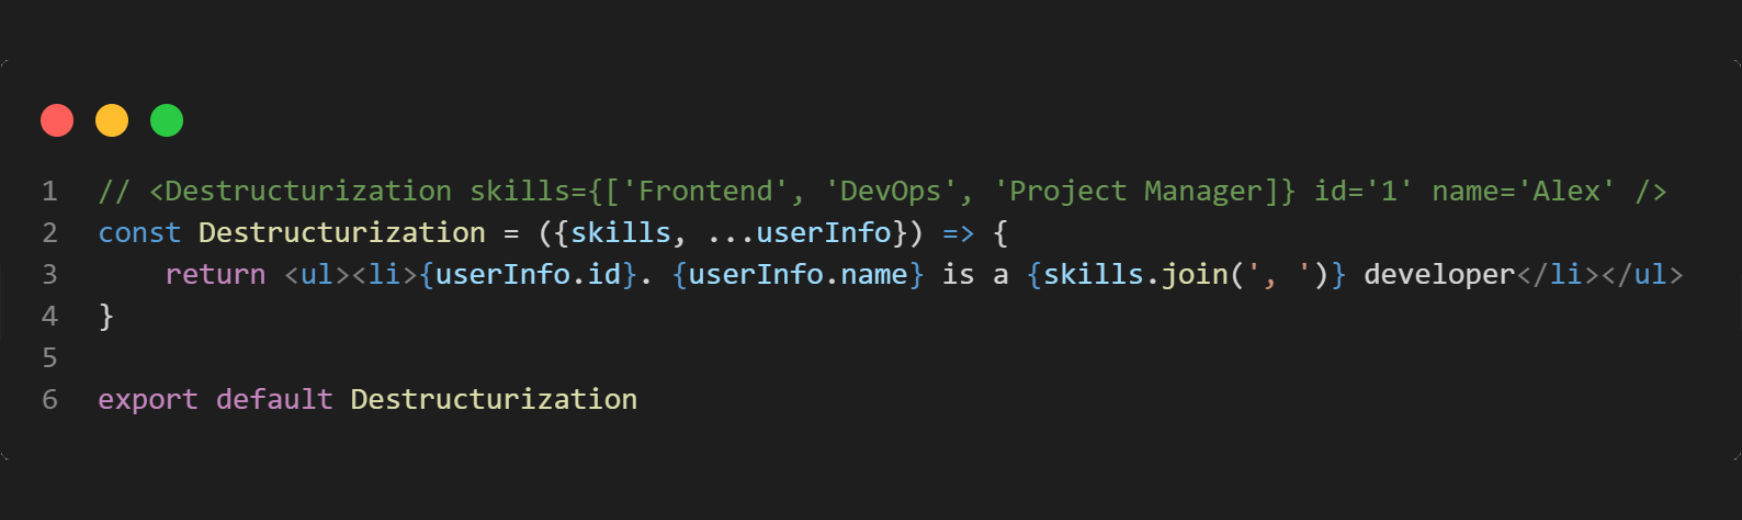 1 // <Destructurization skills={['Frontend', 'DevOps', 'Project Manager]} id='1' name='Alex' />
2 const Destructurization = ({skills, ...userInfo}) => {
3     return <ul><li>{userInfo.id}. {userInfo.name} is a {skills.join(', ')} developer</li></ul>
4 }
5
6 export default Destructurization